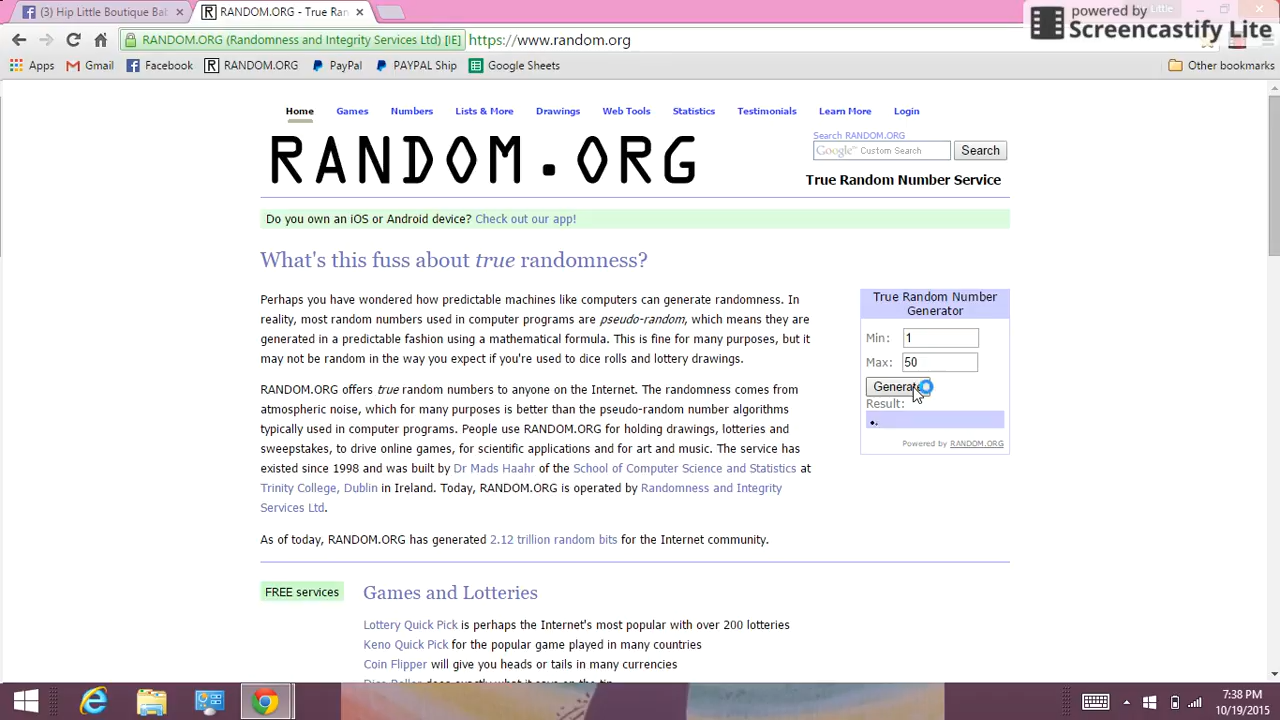 powered by
Screencastify Lite
(3) Hip Little Boutique Bab
RANDOM.ORG - True Ran
RANDOM.ORG (Randomness and Integrity Services Ltd) [IE] https://www.random.org
Apps Gmail Facebook RANDOM.ORG PayPal PAYPAL Ship Google Sheets Other bookmarks
Home Games Numbers Lists & More Drawings Web Tools Statistics Testimonials Learn More Login
RANDOM.ORG
Search RANDOM.ORG
Google™ Custom Search Search
True Random Number Service
Do you own an iOS or Android device? Check out our app!
What's this fuss about true randomness?
Perhaps you have wondered how predictable machines like computers can generate randomness. In
reality, most random numbers used in computer programs are pseudo-random, which means they are
generated in a predictable fashion using a mathematical formula. This is fine for many purposes, but it
may not be random in the way you expect if you're used to dice rolls and lottery drawings.
RANDOM.ORG offers true random numbers to anyone on the Internet. The randomness comes from
atmospheric noise, which for many purposes is better than the pseudo-random number algorithms
typically used in computer programs. People use RANDOM.ORG for holding drawings, lotteries and
sweepstakes, to drive online games, for scientific applications and for art and music. The service has
existed since 1998 and was built by Dr Mads Haahr of the School of Computer Science and Statistics at
Trinity College, Dublin in Ireland. Today, RANDOM.ORG is operated by Randomness and Integrity
Services Ltd.
As of today, RANDOM.ORG has generated 2.12 trillion random bits for the Internet community.
True Random Number
Generator
Min: 1
Max: 50
Generate
Result:
Powered by RANDOM.ORG
FREE services
Games and Lotteries
Lottery Quick Pick is perhaps the Internet's most popular with over 200 lotteries
Keno Quick Pick for the popular game played in many countries
Coin Flipper will give you heads or tails in many currencies
7:38 PM
10/19/2015